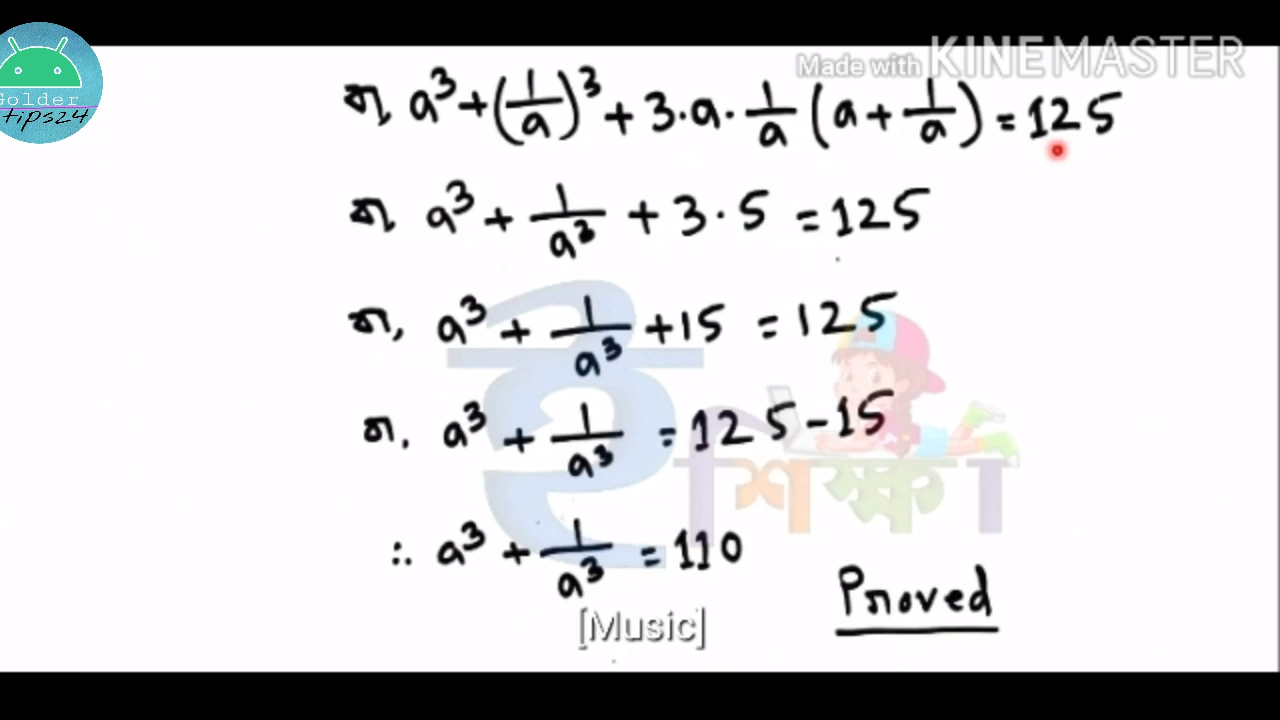 Made with KINEMASTER
Golder
tips24
বা, a³ + (1/a)³ + 3·a·1/a (a + 1/a) = 125
বা, a³ + 1/a³ + 3·5 = 125
বা, a³ + 1/a³ + 15 = 125
বা, a³ + 1/a³ = 125 - 15
∴ a³ + 1/a³ = 110
ই শিক্ষা
Proved
[Music]